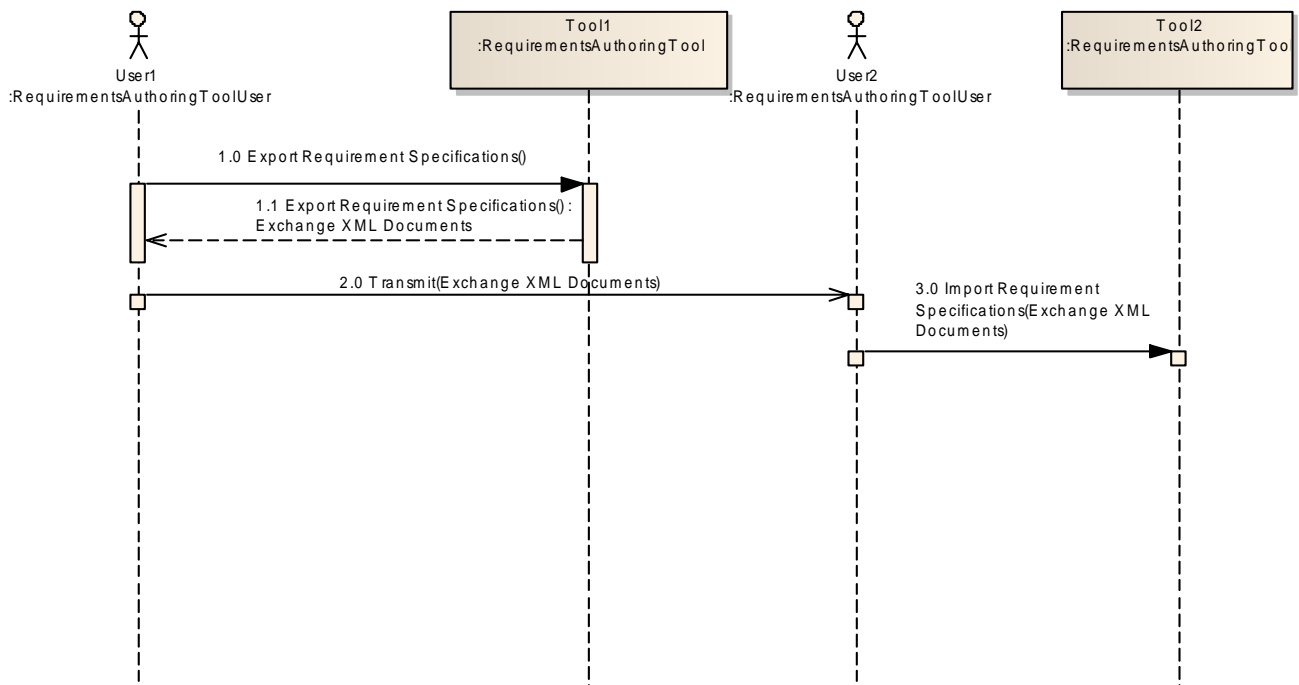 User1
:RequirementsAuthoringToolUser
Tool1
:RequirementsAuthoringTool
User2
:RequirementsAuthoringToolUser
Tool2
:RequirementsAuthoringTool
1.0 Export Requirement Specifications()
1.1 Export Requirement Specifications() :
Exchange XML Documents
2.0 Transmit(Exchange XML Documents)
3.0 Import Requirement
Specifications(Exchange XML
Documents)